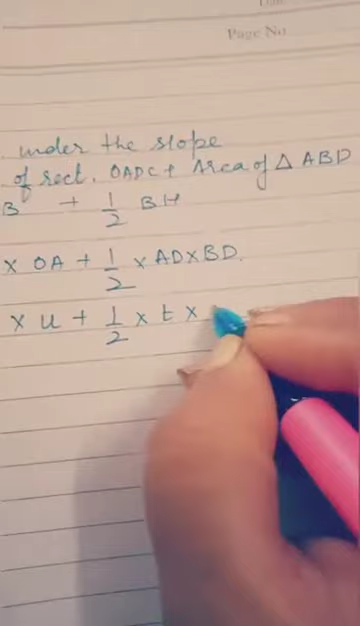 Page No
under the slope
of rect. OADC + Area of △ ABD
B + 1/2 BH
x OA + 1/2 x AD x BD.
x u + 1/2 x t x